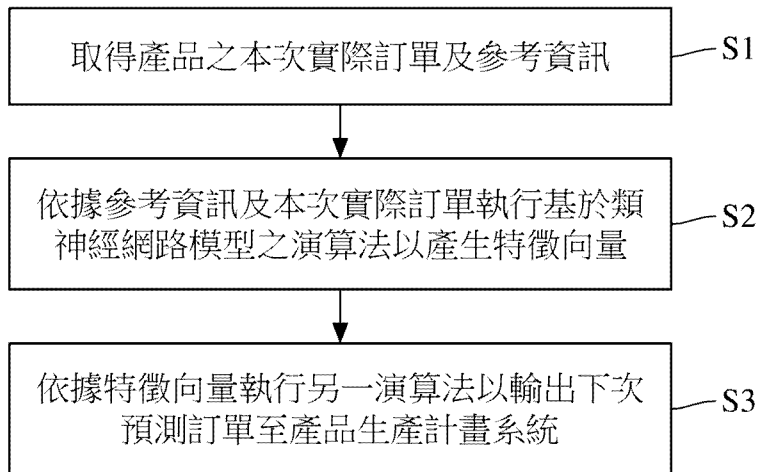 取得產品之本次實際訂單及參考資訊
S1
依據參考資訊及本次實際訂單執行基於類
神經網路模型之演算法以產生特徵向量
S2
依據特徵向量執行另一演算法以輸出下次
預測訂單至產品生產計畫系統
S3